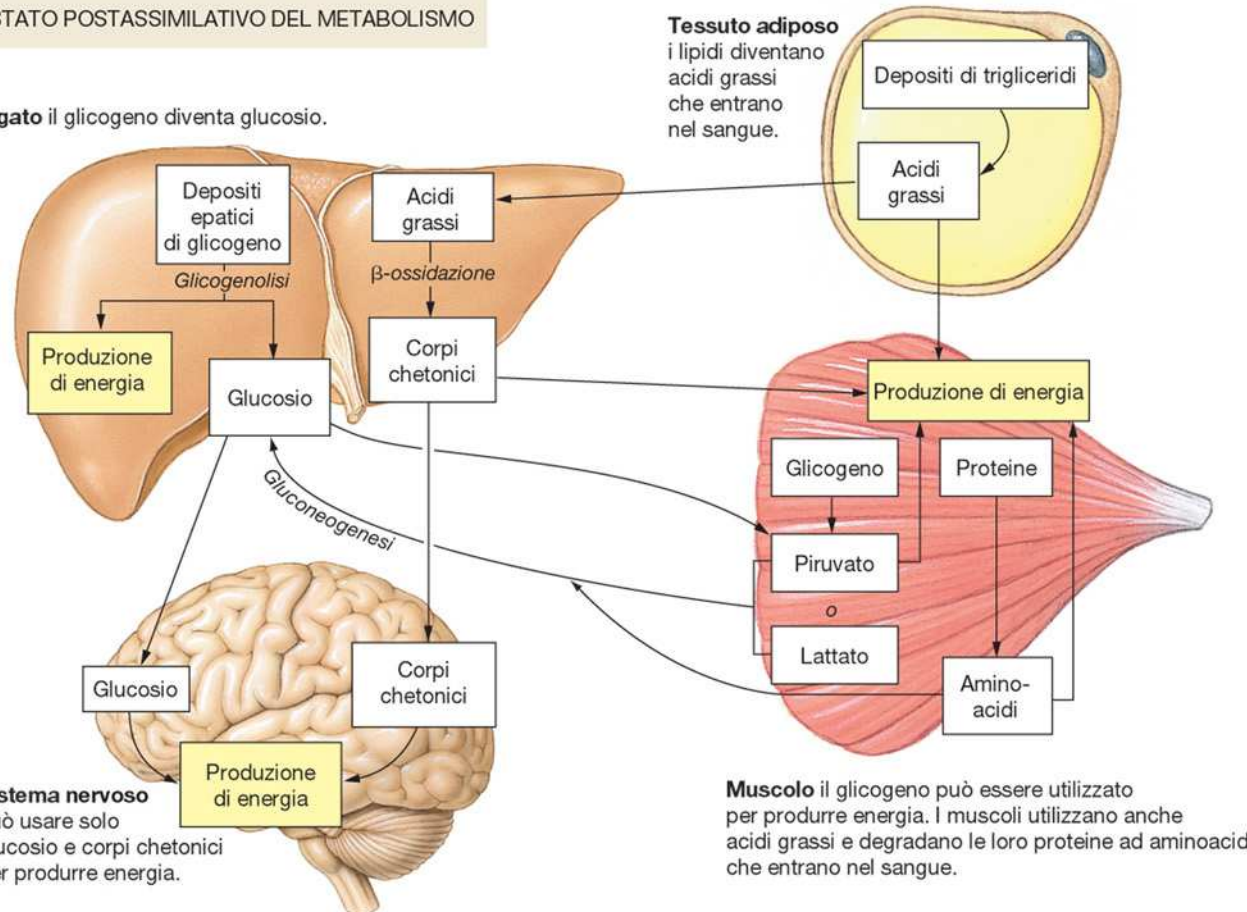 STATO POSTASSIMILATIVO DEL METABOLISMO
gato il glicogeno diventa glucosio.
Depositi
epatici
di glicogeno
Glicogenolisi
Produzione
di energia
Glucosio
Acidi
grassi
β-ossidazione
Corpi
chetonici
Tessuto adiposo
i lipidi diventano
acidi grassi
che entrano
nel sangue.
Depositi di trigliceridi
Acidi
grassi
Produzione di energia
Glicogeno
Proteine
Piruvato
o
Lattato
Amino-
acidi
Gluconeogenesi
Glucosio
Corpi
chetonici
Produzione
di energia
stema nervoso
uò usare solo
ucosio e corpi chetonici
er produrre energia.
Muscolo il glicogeno può essere utilizzato
per produrre energia. I muscoli utilizzano anche
acidi grassi e degradano le loro proteine ad aminoacid
che entrano nel sangue.